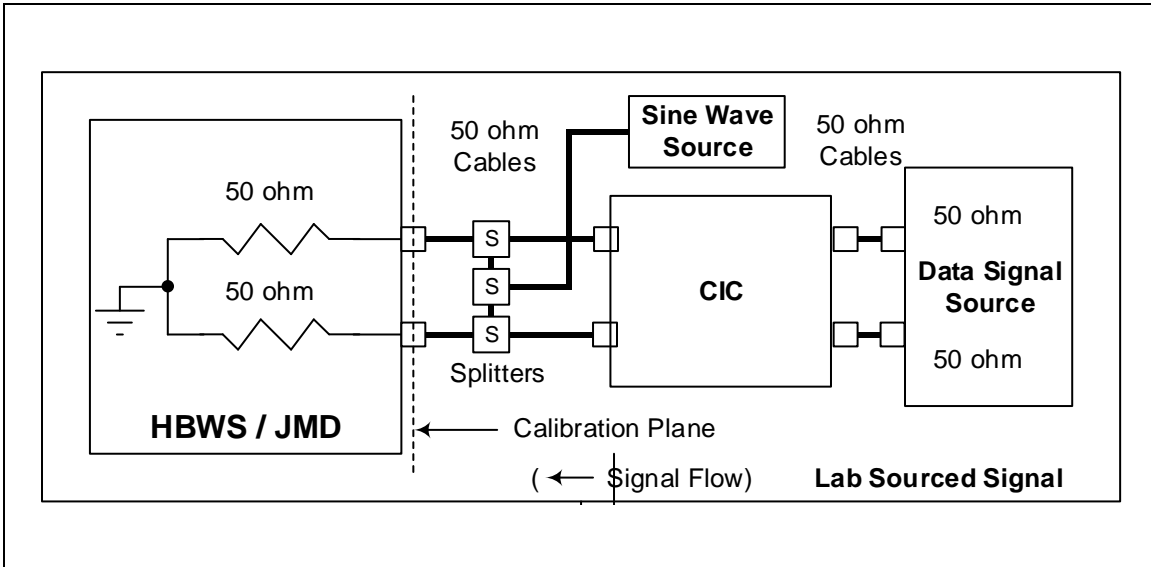 Sine Wave
Source
50 ohm
Cables
50 ohm
Cables
50 ohm
50 ohm
S
S
S
Splitters
CIC
50 ohm
Data Signal
Source
50 ohm
HBWS / JMD
Calibration Plane
( Signal Flow)
Lab Sourced Signal